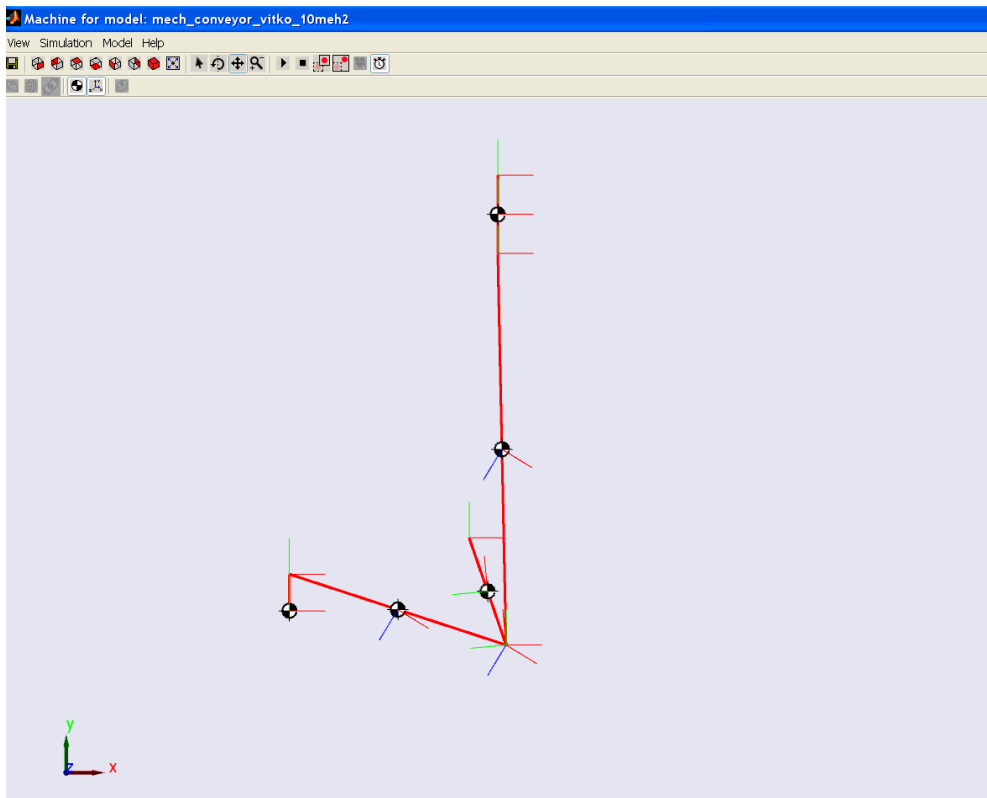 Machine for model: mech_conveyor_vitko_10meh2
View Simulation Model Help
y
z
x